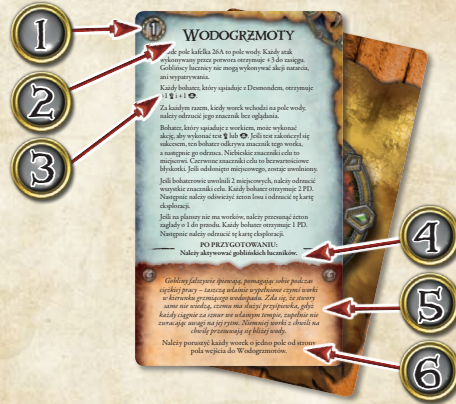 1
2
3
4
5
6
1
WODOGRZMOTY
pole kafelka 26A to pole wody. Każdy atak
wykonywany przez potwora otrzymuje +3 do zasięgu.
Goblińscy łucznicy nie mogą wykonywać akcji natarcia,
ani wypatrywania.
Każdy bohater, który sąsiaduje z Desmondem, otrzymuje
i +1
Za każdym razem, kiedy worek wchodzi na pole wody,
należy odrzucić jego znacznik bez oglądania.
Bohater, który sąsiaduje z workiem, może wykonać
akcję, aby wykonać test lub . Jeśli test zakończył się
sukcesem, ten bohater odkrywa znacznik tego worka,
a następnie go odrzuca. Niebieskie znaczniki celu to
miejscowi. Czerwone znaczniki celu to bezwartościowe
błyskotki. Jeśli odsłonięto miejscowego, zostaje uwolniony.
Jeśli bohaterowie uwolnili 2 miejscowych, należy odrzucić
wszystkie znaczniki celu. Każdy bohater otrzymuje 2 PD.
Następnie należy odświeżyć żeton losu i odrzucić tę kartę
eksploracji.
Jeśli na planszy nie ma worków, należy przesunąć żeton
zagłady o 1 do przodu. Każdy bohater otrzymuje 1 PD.
Następnie należy odrzucić tę kartę eksploracji.
PO PRZYGOTOWANIU:
Należy aktywować goblińskich łuczników.
Gobliny fałszywie śpiewają, pomagając sobie podczas
ciężkiej pracy – taszczą właśnie wypełnione czymś worki
w kierunku grzmiącego wodospadu. Zda się, że stwory
same nie wiedzą, czemu ma służyć przyśpiewka, gdyż
każdy ciągnie za sznur we własnym tempie, zupełnie nie
zwracając uwagi na jej rytm. Niemniej worki z chwili na
chwilę przesuwają się bliżej wody.
Należy poruszyć każdy worek o jedno pole od strony
pola wejścia do Wodogrzmotów.